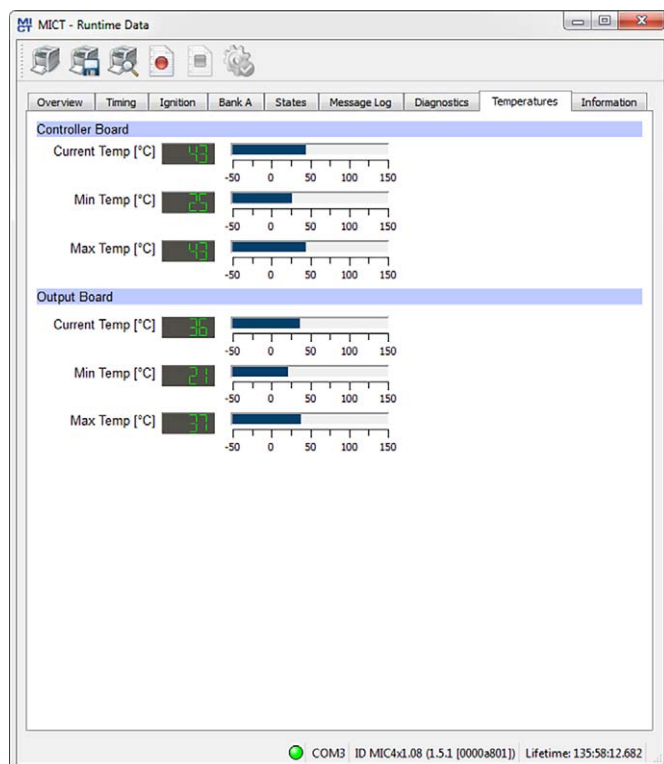 MICT MICT - Runtime Data
Overview Timing Ignition Bank A States Message Log Diagnostics Temperatures Information
Controller Board
Current Temp [°C] 43
-50 0 50 100 150
Min Temp [°C] 25
-50 0 50 100 150
Max Temp [°C] 43
-50 0 50 100 150
Output Board
Current Temp [°C] 36
-50 0 50 100 150
Min Temp [°C] 21
-50 0 50 100 150
Max Temp [°C] 37
-50 0 50 100 150
COM3 ID MIC4x1.08 (1.5.1 [0000a801]) Lifetime: 135:58:12.682